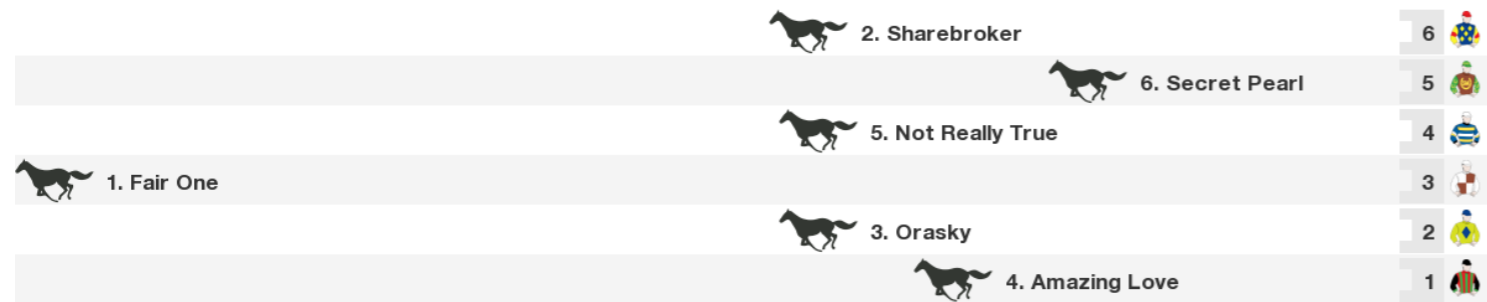 2. Sharebroker 6
6. Secret Pearl 5
5. Not Really True 4
1. Fair One 3
3. Orasky 2
4. Amazing Love 1